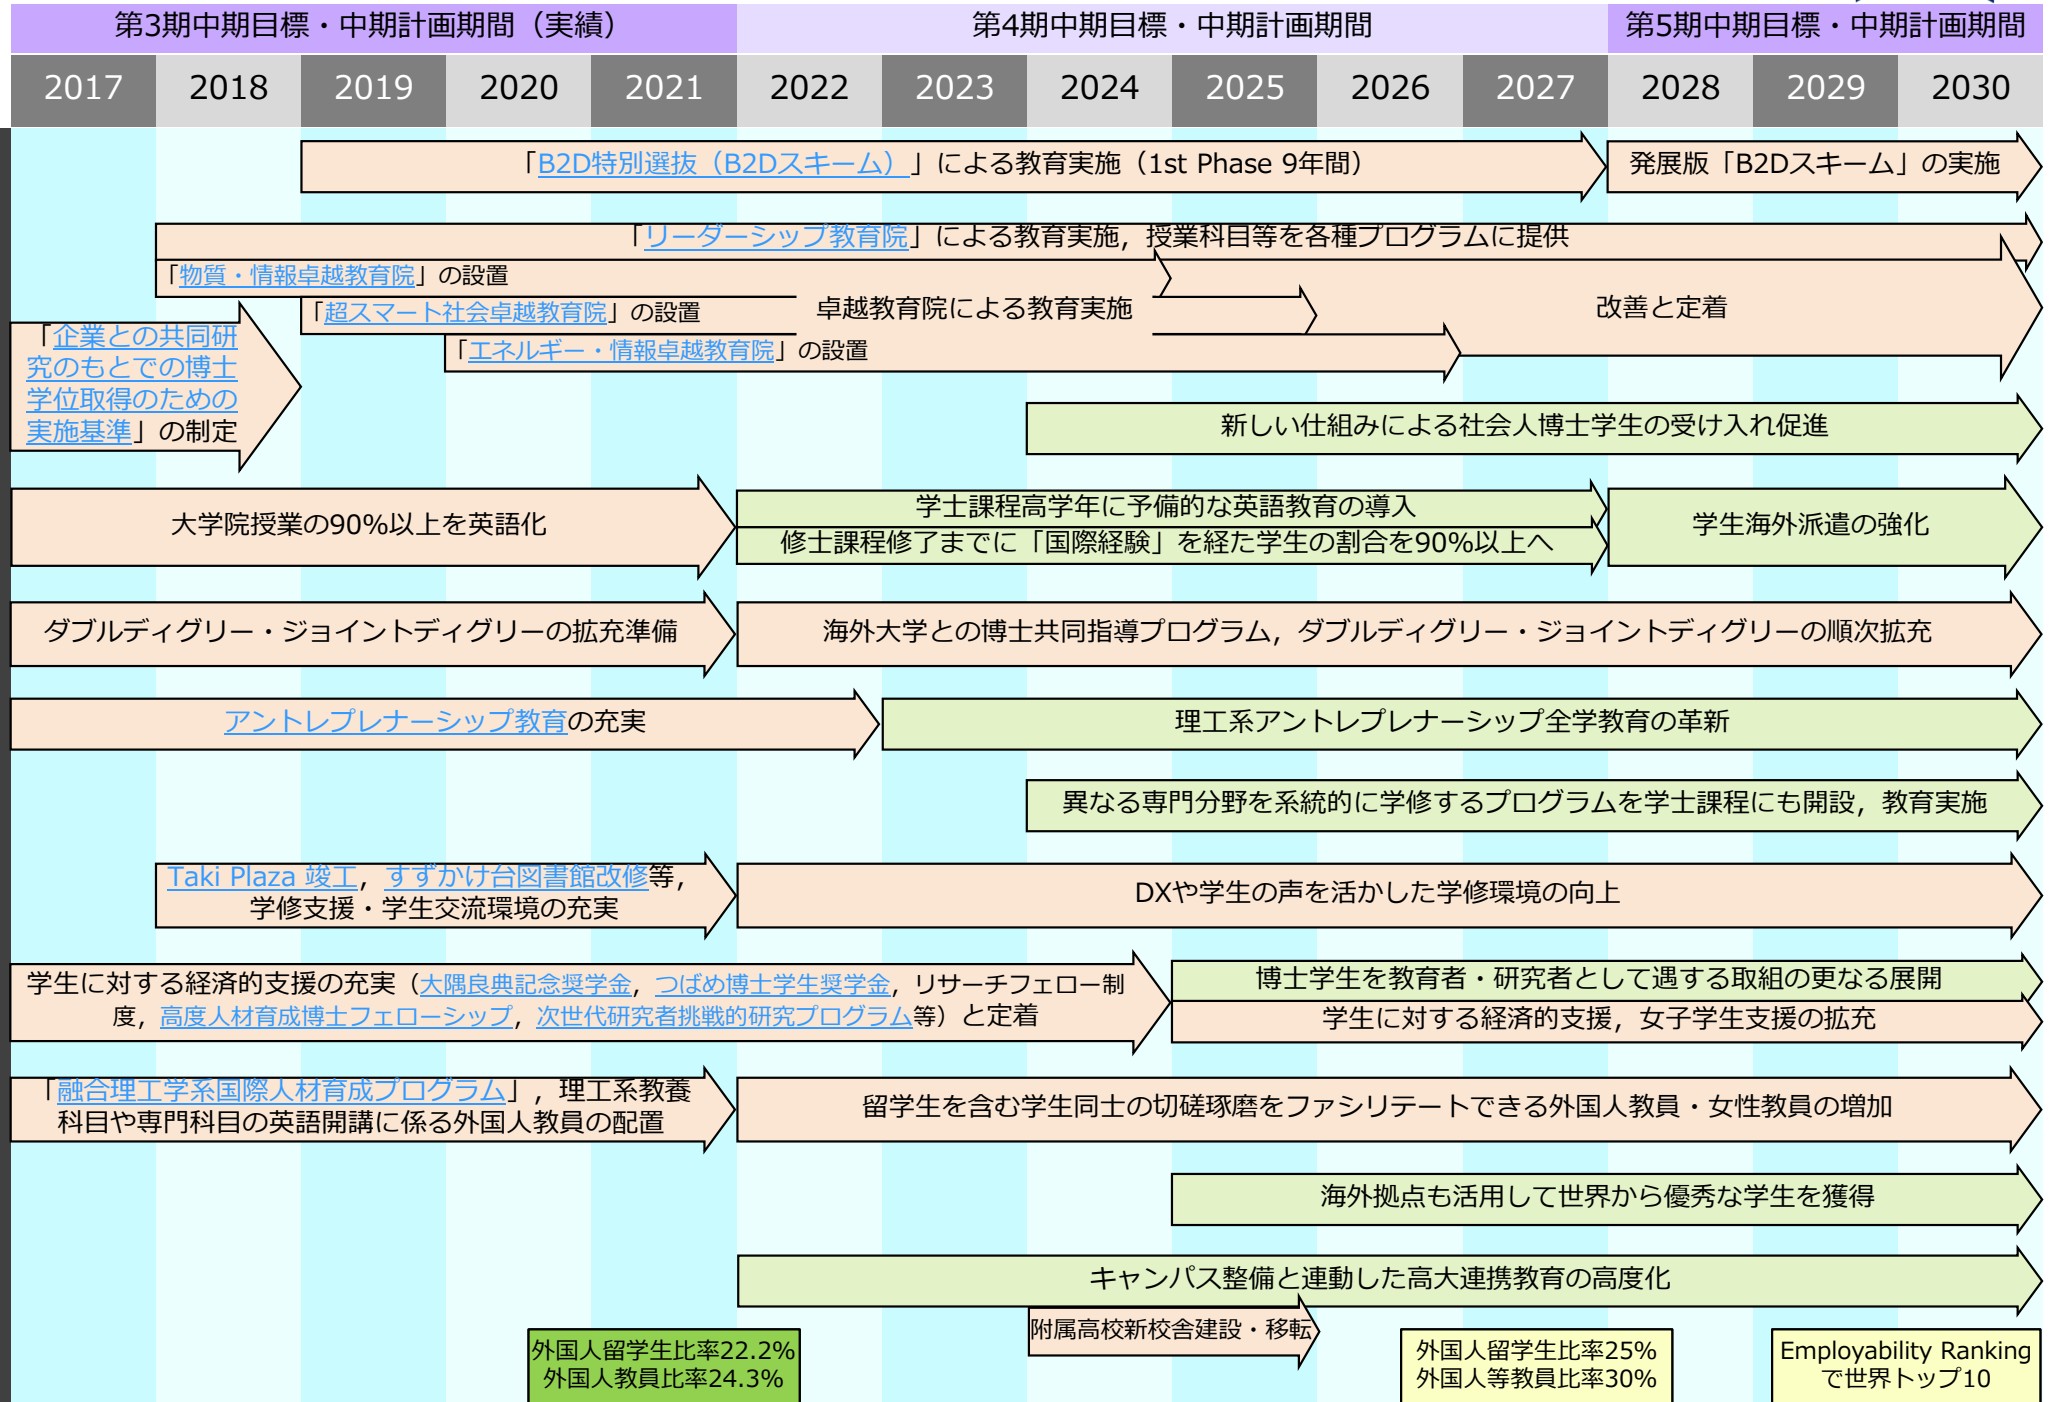 第3期中期目標・中期計画期間（実績）
第4期中期目標・中期計画期間
第5期中期目標・中期計画期間
2017
2018
2019
2020
2021
2022
2023
2024
2025
2026
2027
2028
2029
2030
「B2D特別選抜（B2Dスキーム）」による教育実施（1st Phase 9年間）
発展版「B2Dスキーム」の実施
「リーダーシップ教育院」による教育実施，授業科目等を各種プログラムに提供
「物質・情報卓越教育院」の設置
「超スマート社会卓越教育院」の設置
卓越教育院による教育実施
改善と定着
「エネルギー・情報卓越教育院」の設置
「企業との共同研
究のもとでの博士
学位取得のための
実施基準」の制定
新しい仕組みによる社会人博士学生の受け入れ促進
大学院授業の90%以上を英語化
学士課程高学年に予備的な英語教育の導入
修士課程修了までに「国際経験」を経た学生の割合を90%以上へ
学生海外派遣の強化
ダブルディグリー・ジョイントディグリーの拡充準備
海外大学との博士共同指導プログラム，ダブルディグリー・ジョイントディグリーの順次拡充
アントレプレナーシップ教育の充実
理工系アントレプレナーシップ全学教育の革新
異なる専門分野を系統的に学修するプログラムを学士課程にも開設，教育実施
Taki Plaza 竣工，すずかけ台図書館改修等，
学修支援・学生交流環境の充実
DXや学生の声を活かした学修環境の向上
学生に対する経済的支援の充実（大隅良典記念奨学金，つばめ博士学生奨学金，リサーチフェロー制
度，高度人材育成博士フェローシップ，次世代研究者挑戦的研究プログラム等）と定着
博士学生を教育者・研究者として遇する取組の更なる展開
学生に対する経済的支援，女子学生支援の拡充
「融合理工学系国際人材育成プログラム」，理工系教養
科目や専門科目の英語開講に係る外国人教員の配置
留学生を含む学生同士の切磋琢磨をファシリテートできる外国人教員・女性教員の増加
海外拠点も活用して世界から優秀な学生を獲得
キャンパス整備と連動した高大連携教育の高度化
附属高校新校舎建設・移転
外国人留学生比率22.2%
外国人教員比率24.3%
外国人留学生比率25%
外国人等教員比率30%
Employability Ranking
で世界トップ10